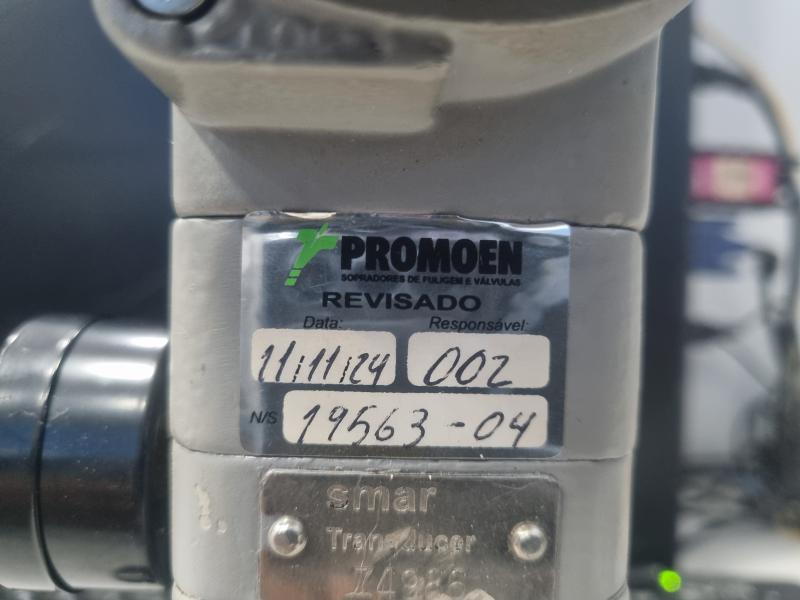 PROMOEN
SOPRADORES DE FULIGEM E VÁLVULAS
REVISADO
Data: Responsável:
11/11/24 002
N/S 19563-04
smar
Transducer